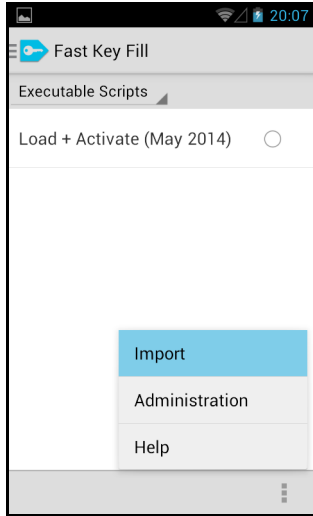 20:07
Fast Key Fill
Executable Scripts
Load + Activate (May 2014)
Import
Administration
Help